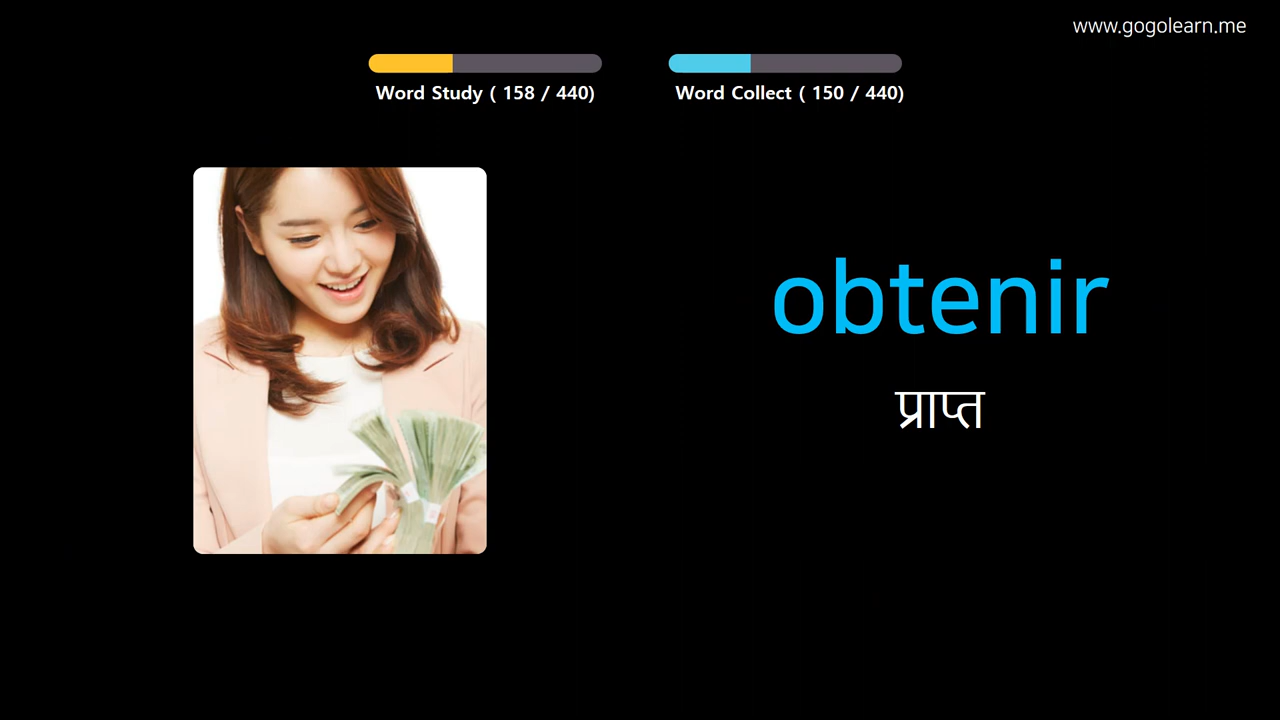 www.gogolearn.me
Word Study ( 158 / 440)
Word Collect ( 150 / 440)
obtenir
प्राप्त